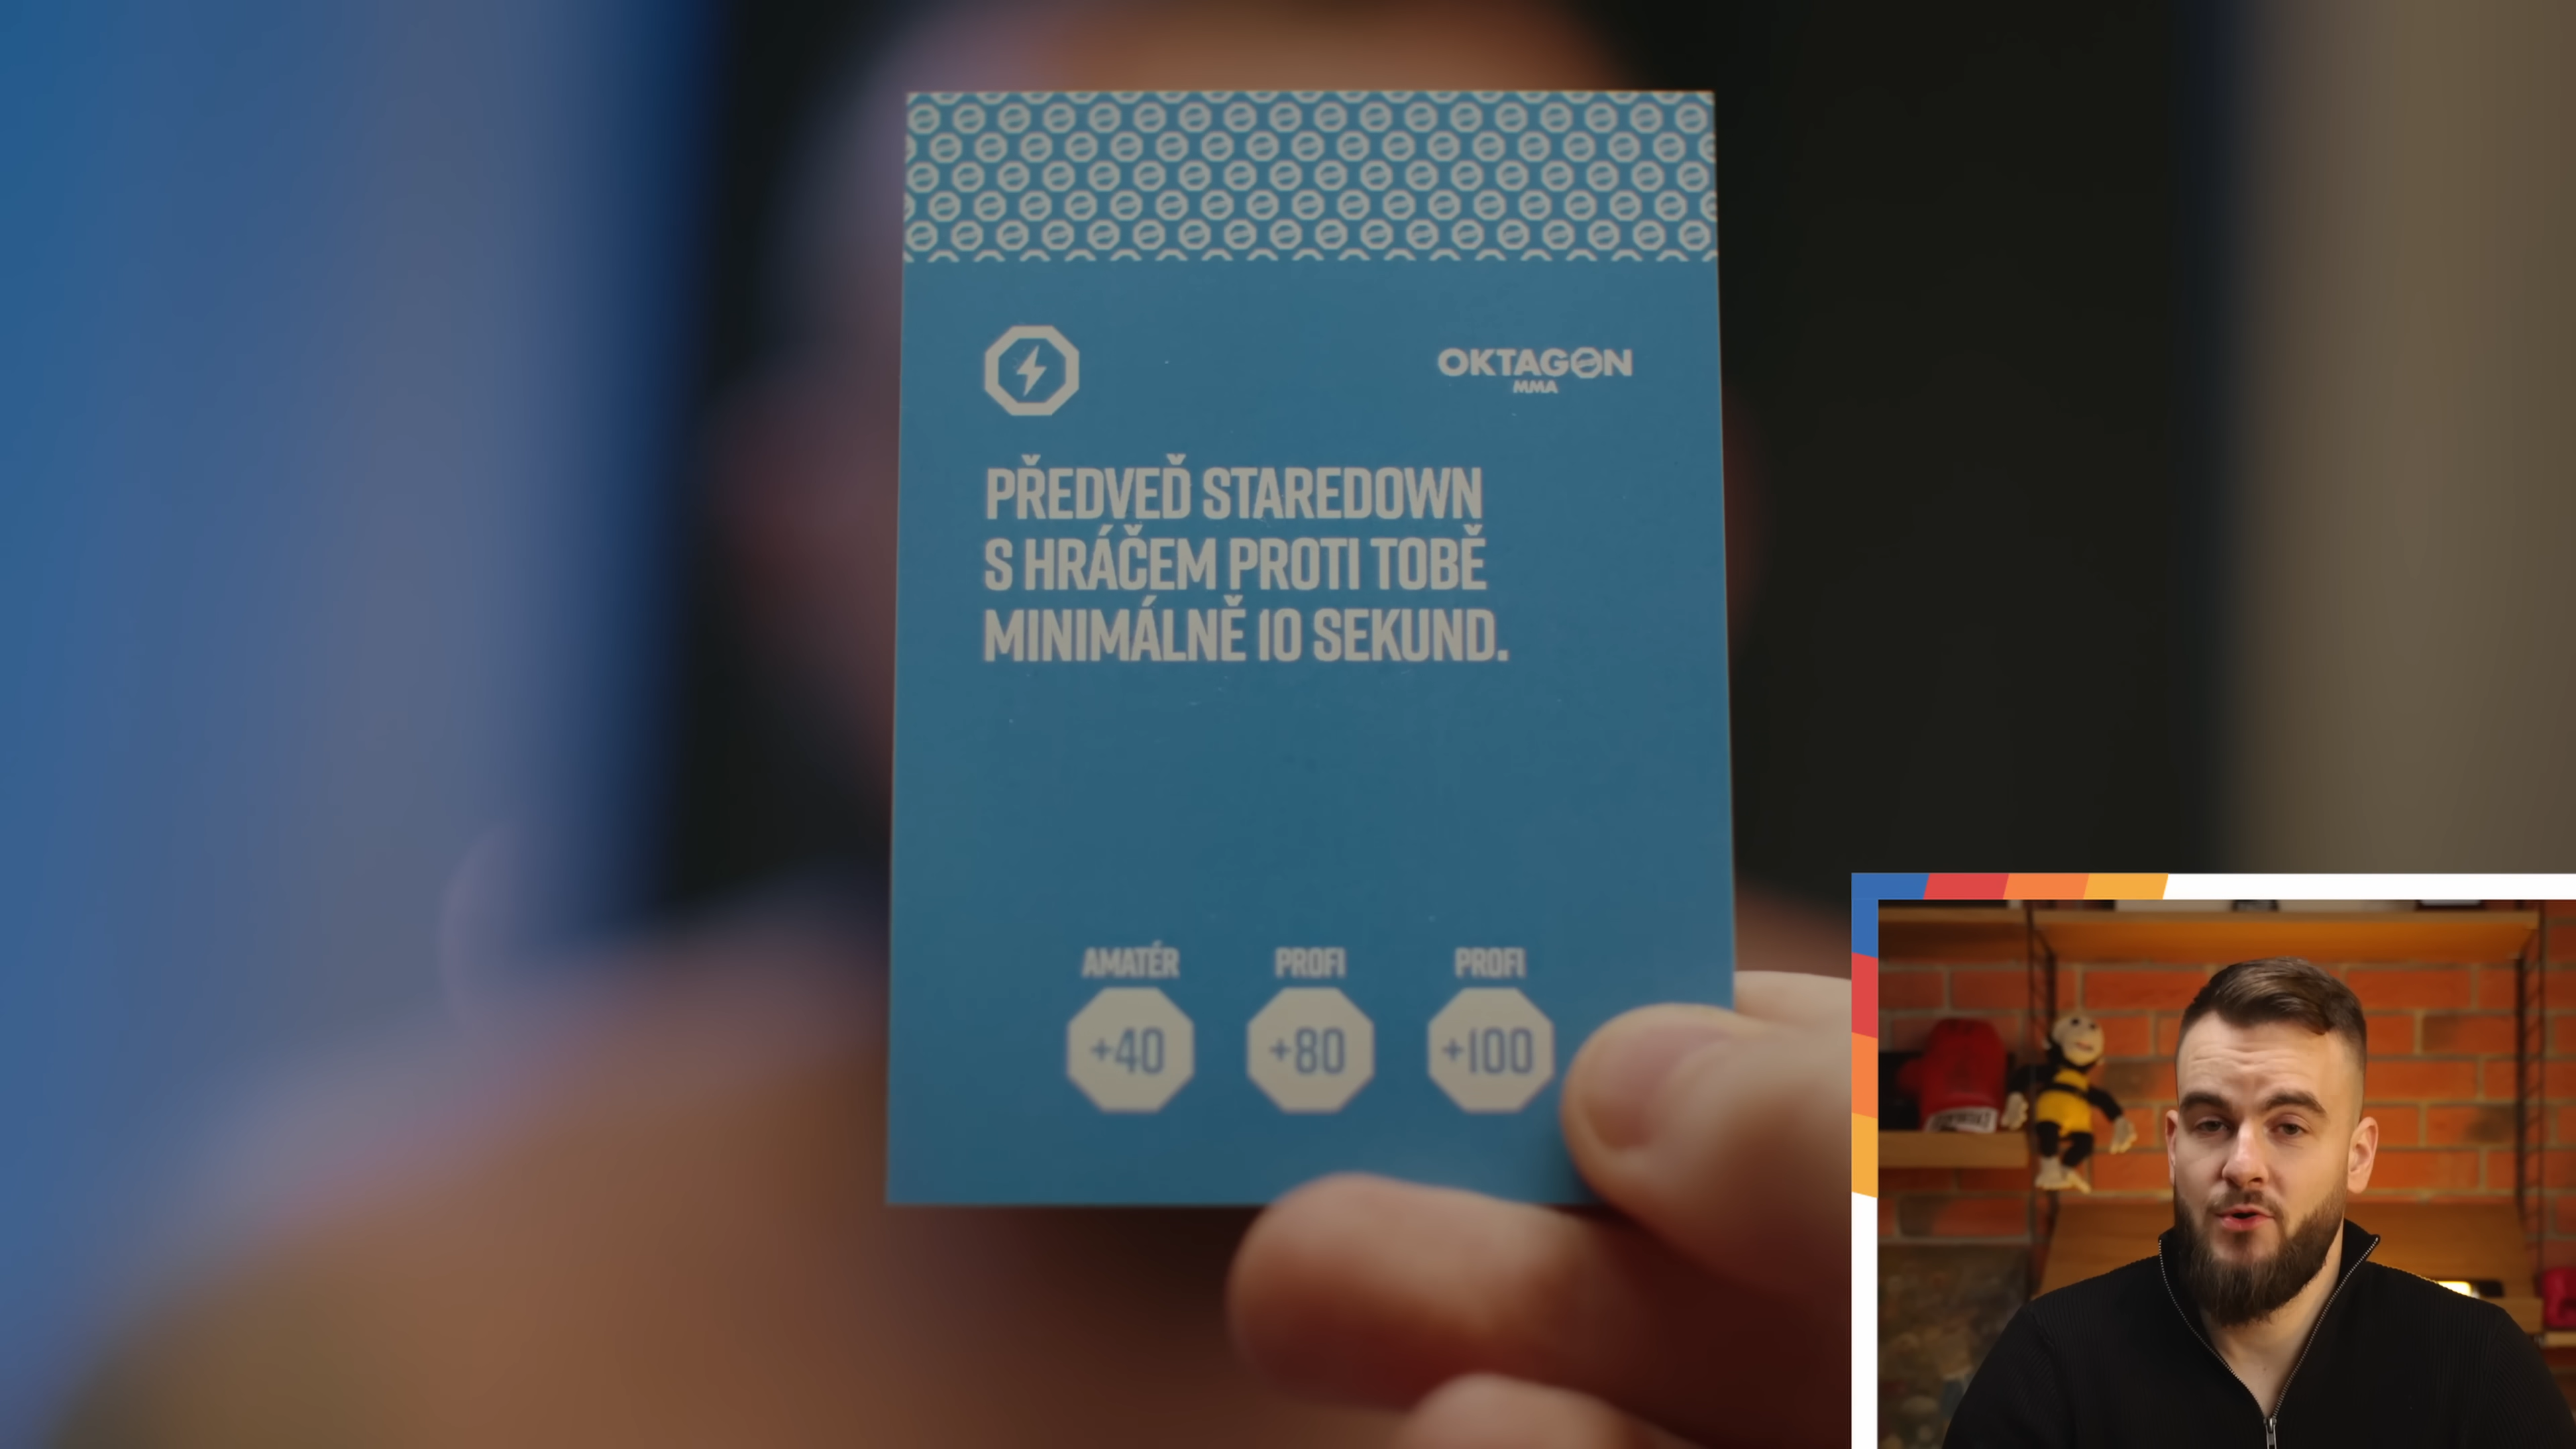 OKTAGON
MMA
PŘEDVEĎ STAREDOWN
S HRÁČEM PROTI TOBĚ
MINIMÁLNĚ 10 SEKUND.
AMATÉR PROFI PROFI
+40 +80 +100